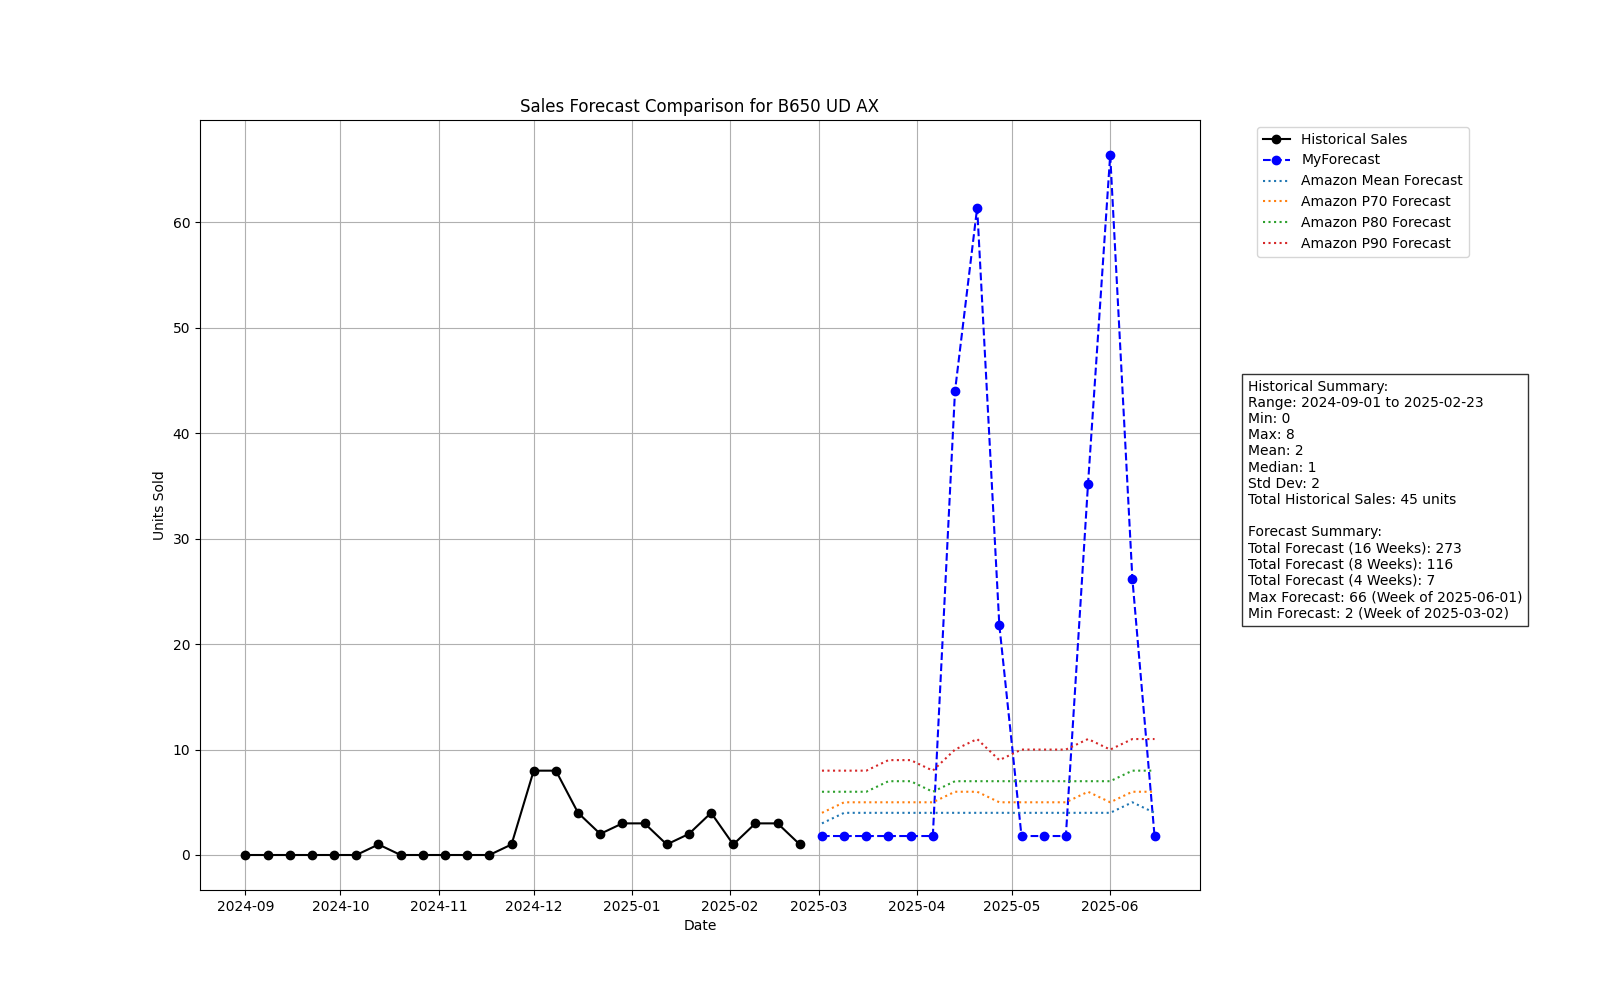 Sales Forecast Comparison for B650 UD AX
Historical Sales
MyForecast
Amazon Mean Forecast
Amazon P70 Forecast
Amazon P80 Forecast
Amazon P90 Forecast
60
50
40
30
20
10
0
Units Sold
2024-09 2024-10 2024-11 2024-12 2025-01 2025-02 2025-03 2025-04 2025-05 2025-06
Date
Historical Summary:
Range: 2024-09-01 to 2025-02-23
Min: 0
Max: 8
Mean: 2
Median: 1
Std Dev: 2
Total Historical Sales: 45 units
Forecast Summary:
Total Forecast (16 Weeks): 273
Total Forecast (8 Weeks): 116
Total Forecast (4 Weeks): 7
Max Forecast: 66 (Week of 2025-06-01)
Min Forecast: 2 (Week of 2025-03-02)